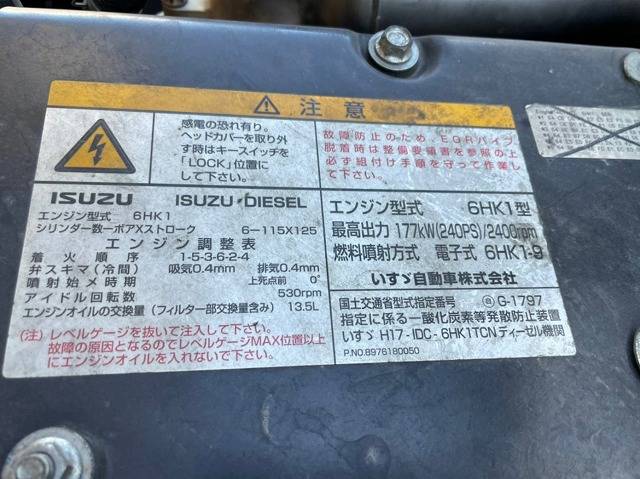 注意
感電の恐れ有り。
ヘッドカバーを取り外
す時はキースイッチを
「LOCK」位置に
して下さい。
故障防止のため、EGRパイプ
脱着時は整備要領書を参照の上
必ず組付け手順を守って作業し
て下さい。
ISUZU ISUZU DIESEL
エンジン型式 6HK1
シリンダー数−ボアXストローク 6−115X125
エンジン調整表
着火順序 1-5-3-6-2-4
弁スキマ(冷間) 吸気0.4mm 排気0.4mm
噴射始メ時期 上死点前 0°
アイドル回転数 530rpm
エンジンオイルの交換量(フィルター部交換量含み) 13.5L
(注)レベルゲージを抜いて注入して下さい。
故障の原因となるのでレベルゲージMAX位置以上
にエンジンオイルを入れないで下さい。
エンジン型式 6HK1型
最高出力 177kW(240PS)/2400rpm
燃料噴射方式 電子式 6HK1-9
いすゞ自動車株式会社
国土交通省型式指定番号 G-1797
指定に係る一酸化炭素等発散防止装置
いすゞ H17-IDC-6HK1TCN ディーゼル機関
P.NO.8976180050